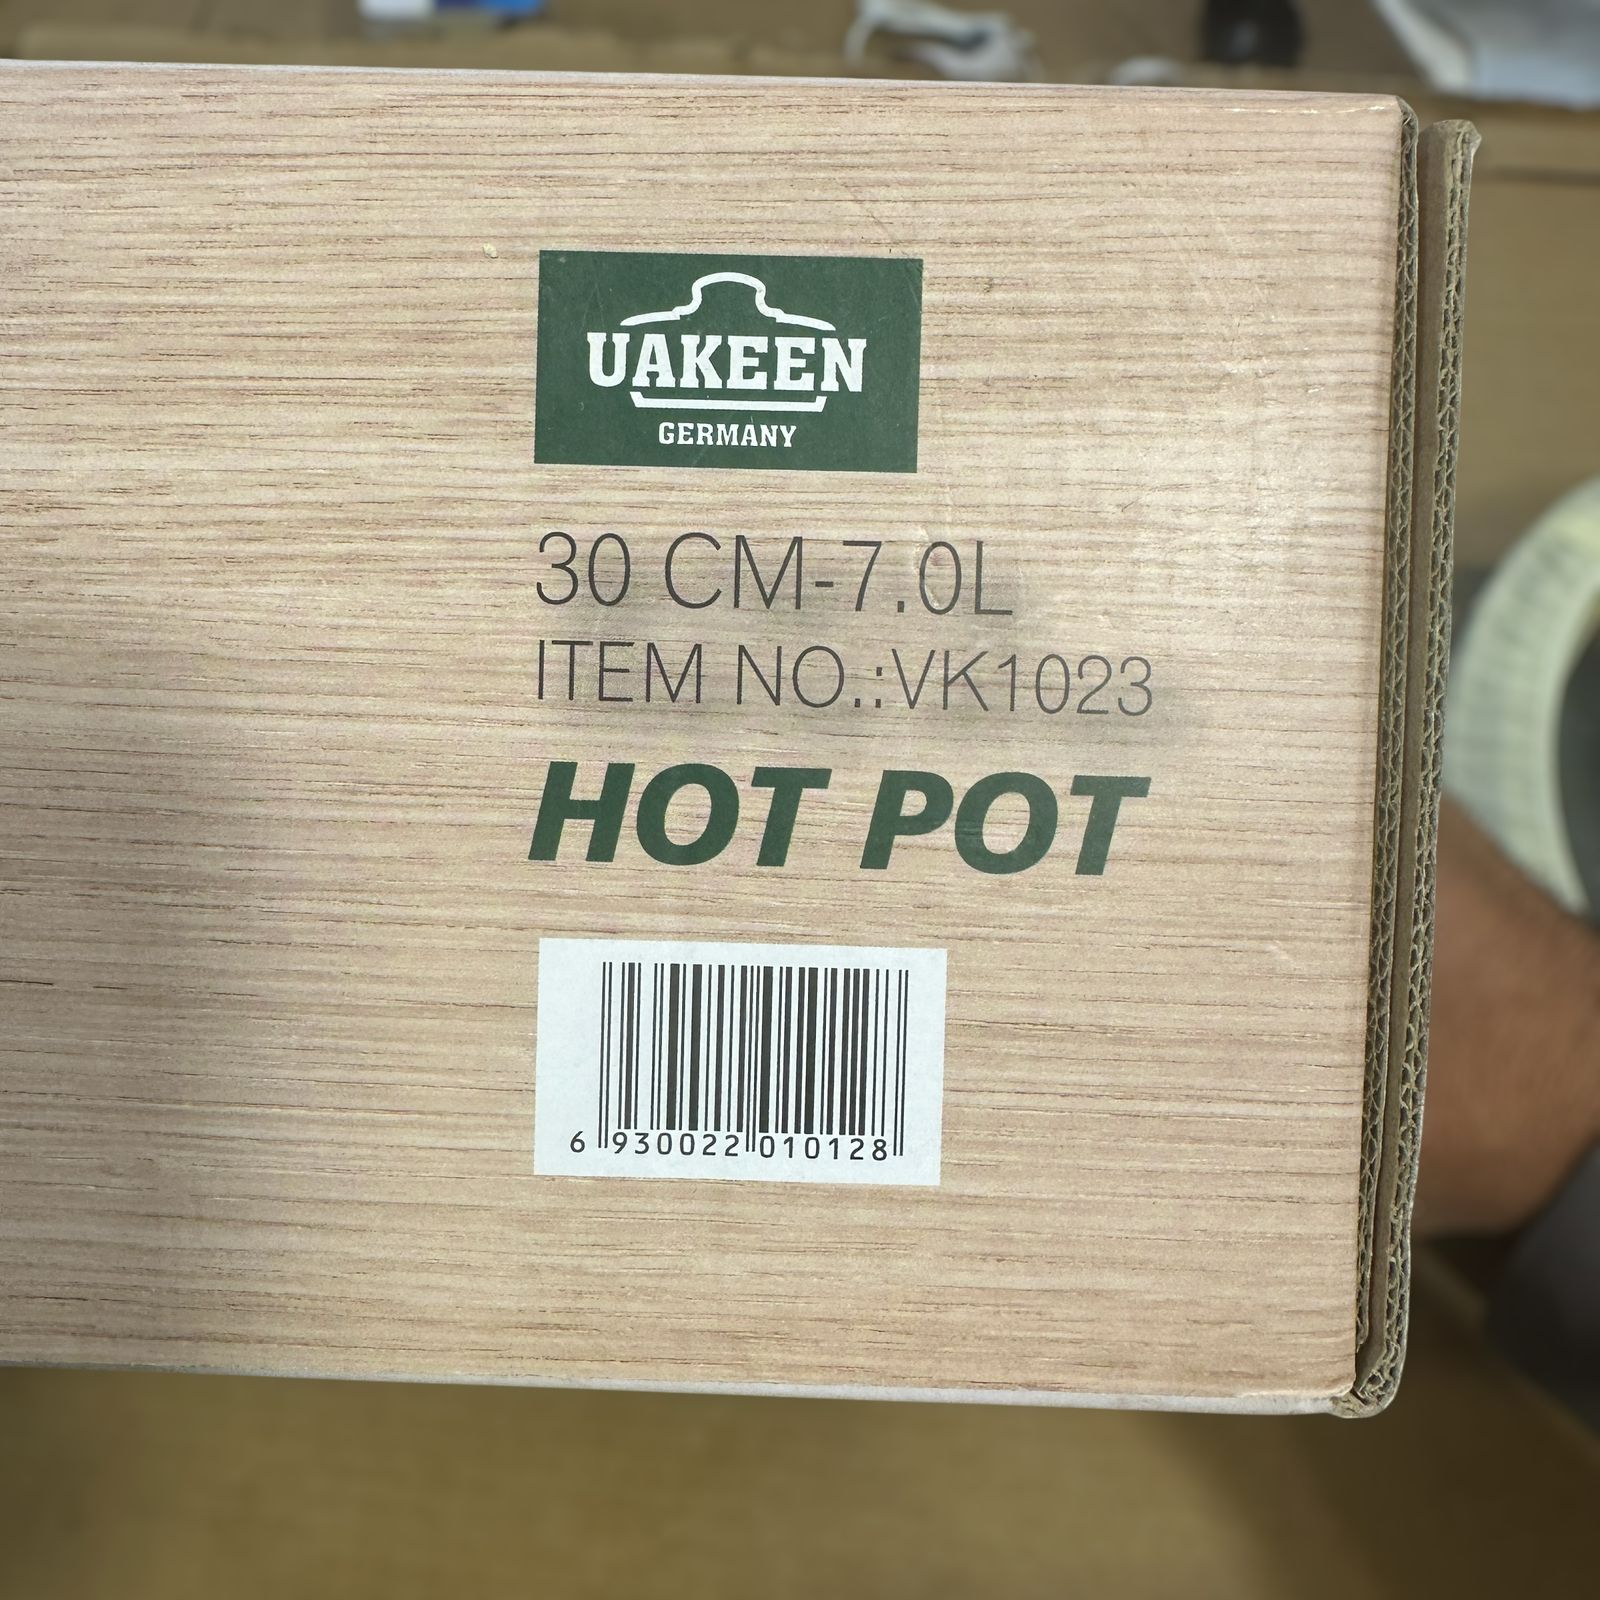 UAKEEN
GERMANY
30 CM-7.0L
ITEM NO.:VK1023
HOT POT
6 930022 010128